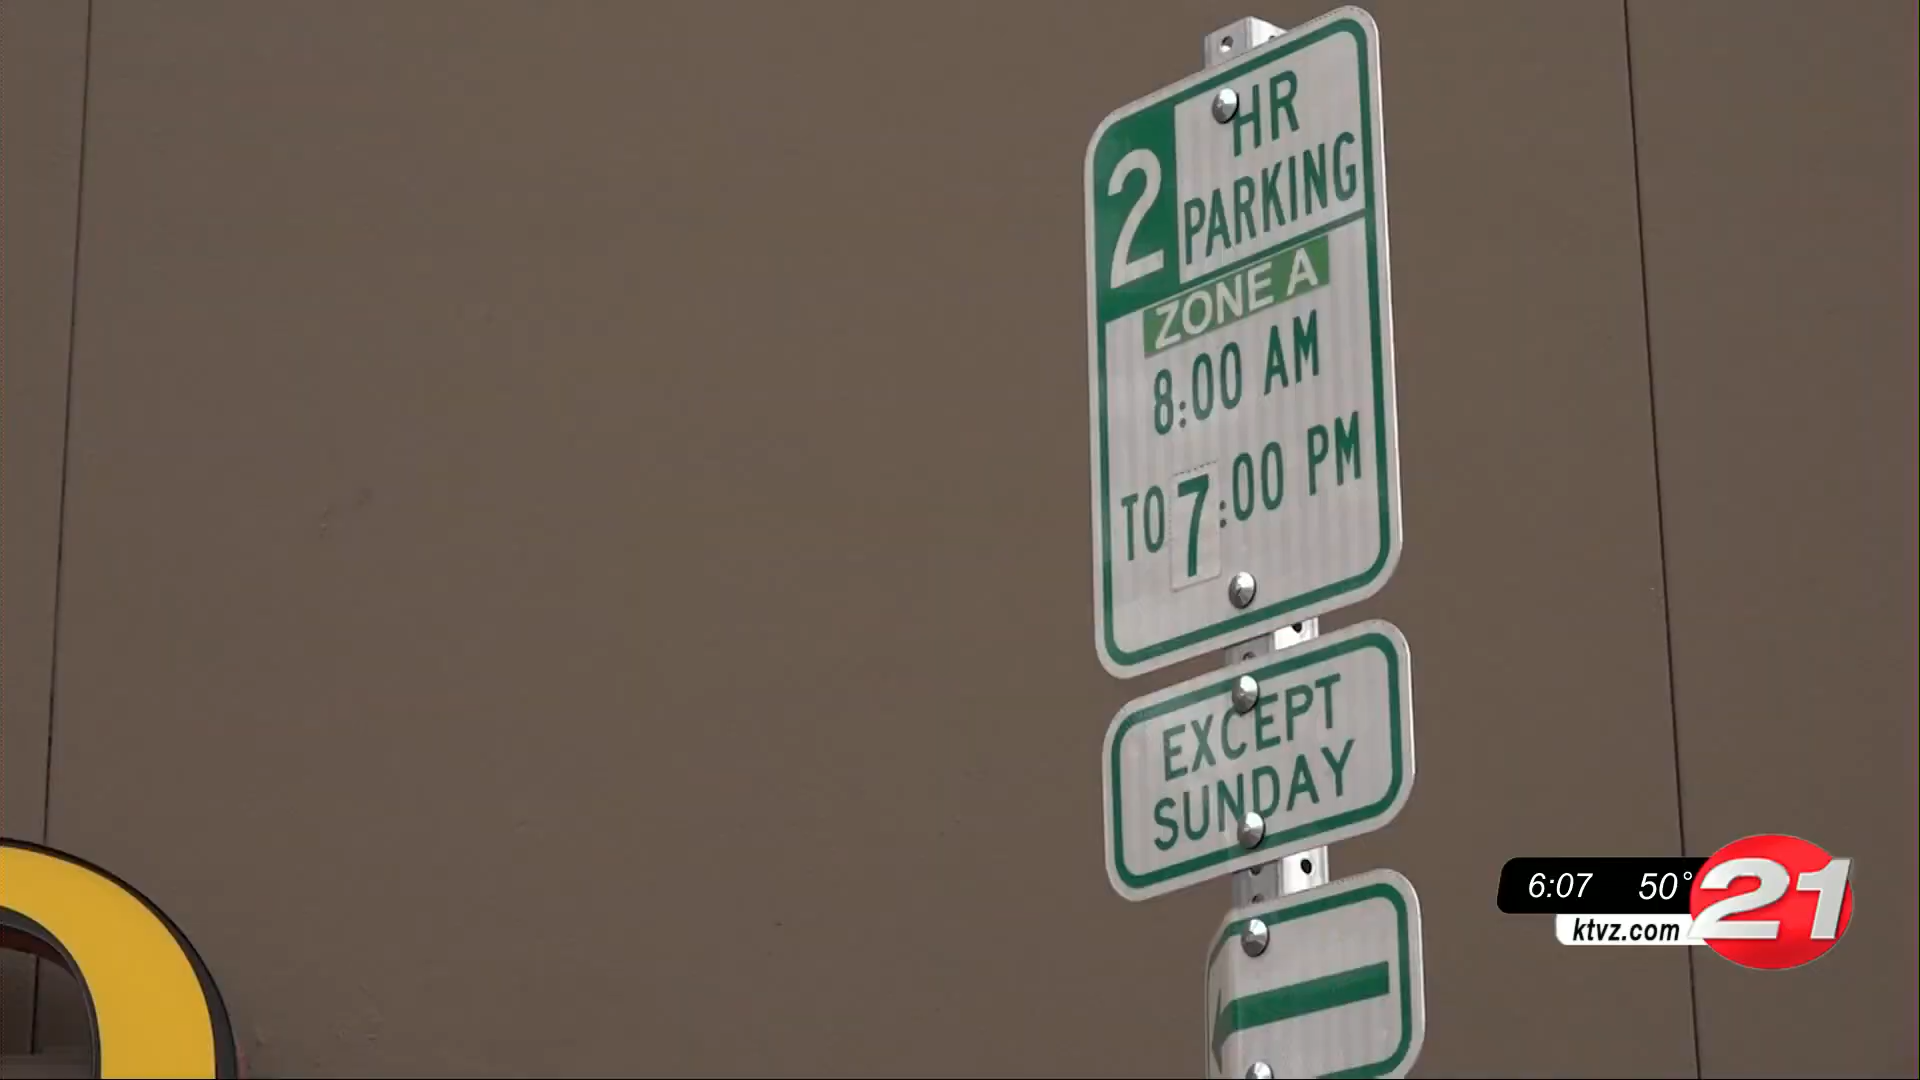 2 HR
PARKING
ZONE A
8:00 AM
TO 7:00 PM
EXCEPT
SUNDAY
6:07 50°
21
ktvz.com